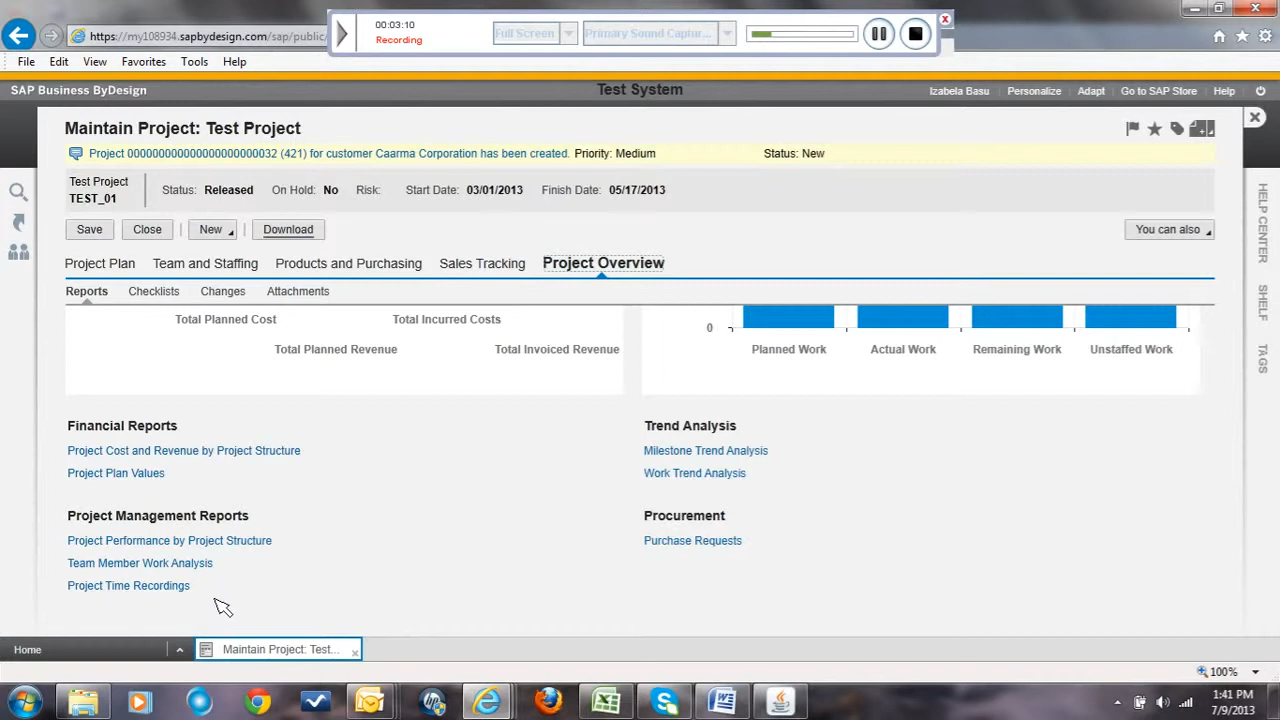 00:03:10
Recording
Full Screen
Primary Sound Captur...
https://my108934.sapbydesign.com/sap/public/
File Edit View Favorites Tools Help
SAP Business ByDesign
Test System
Izabela Basu Personalize Adapt Go to SAP Store Help
Maintain Project: Test Project
Project 000000000000000000000032 (421) for customer Caarma Corporation has been created. Priority: Medium Status: New
Test Project
TEST_01
Status: Released On Hold: No Risk: Start Date: 03/01/2013 Finish Date: 05/17/2013
Save Close New Download You can also
Project Plan Team and Staffing Products and Purchasing Sales Tracking Project Overview
Reports Checklists Changes Attachments
Total Planned Cost Total Incurred Costs
Total Planned Revenue Total Invoiced Revenue
0
Planned Work Actual Work Remaining Work Unstaffed Work
Financial Reports
Project Cost and Revenue by Project Structure
Project Plan Values
Trend Analysis
Milestone Trend Analysis
Work Trend Analysis
Project Management Reports
Project Performance by Project Structure
Team Member Work Analysis
Project Time Recordings
Procurement
Purchase Requests
HELP CENTER
SHELF
TAGS
Home
Maintain Project: Test...
100%
1:41 PM
7/9/2013